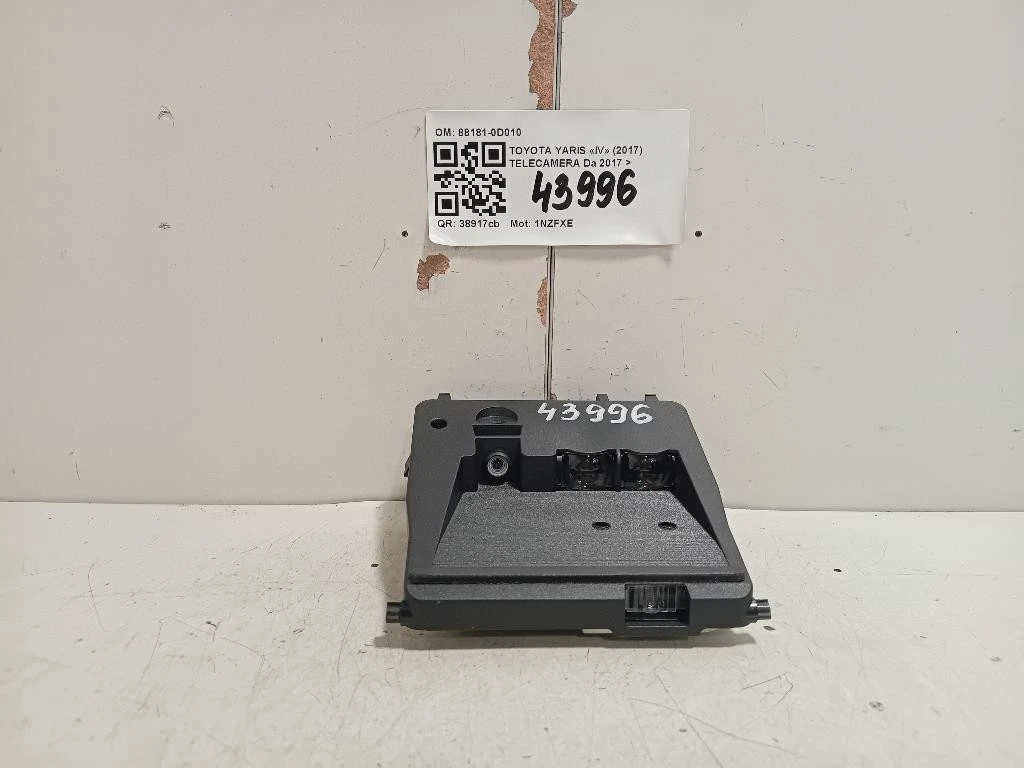 OM: 88181-0D010
TOYOTA YARIS «IV» (2017)
TELECAMERA Da 2017 >
43996
QR: 38917cb Mot: 1NZFXE
43996